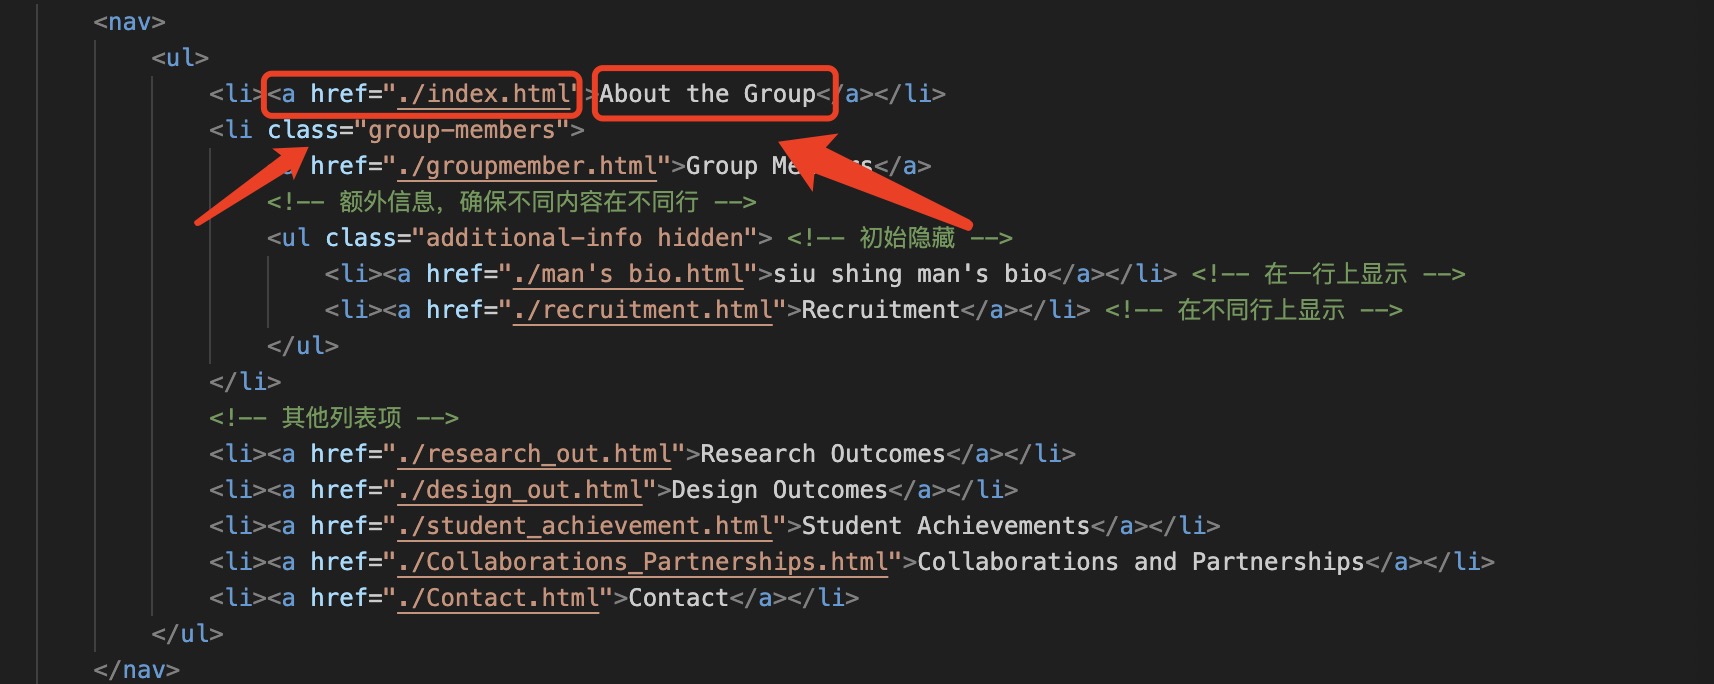 <nav>
<ul>
<li><a href="./index.html">About the Group</a></li>
<li class="group-members">
a href="./groupmember.html">Group Me rs</a>
<!-- 额外信息，确保不同内容在不同行 -->
<ul class="additional-info hidden"> <!-- 初始隐藏 -->
<li><a href="./man's bio.html">siu shing man's bio</a></li> <!-- 在一行上显示 -->
<li><a href="./recruitment.html">Recruitment</a></li> <!-- 在不同行上显示 -->
</ul>
</li>
<!-- 其他列表项 -->
<li><a href="./research_out.html">Research Outcomes</a></li>
<li><a href="./design_out.html">Design Outcomes</a></li>
<li><a href="./student_achievement.html">Student Achievements</a></li>
<li><a href="./Collaborations_Partnerships.html">Collaborations and Partnerships</a></li>
<li><a href="./Contact.html">Contact</a></li>
</ul>
</nav>